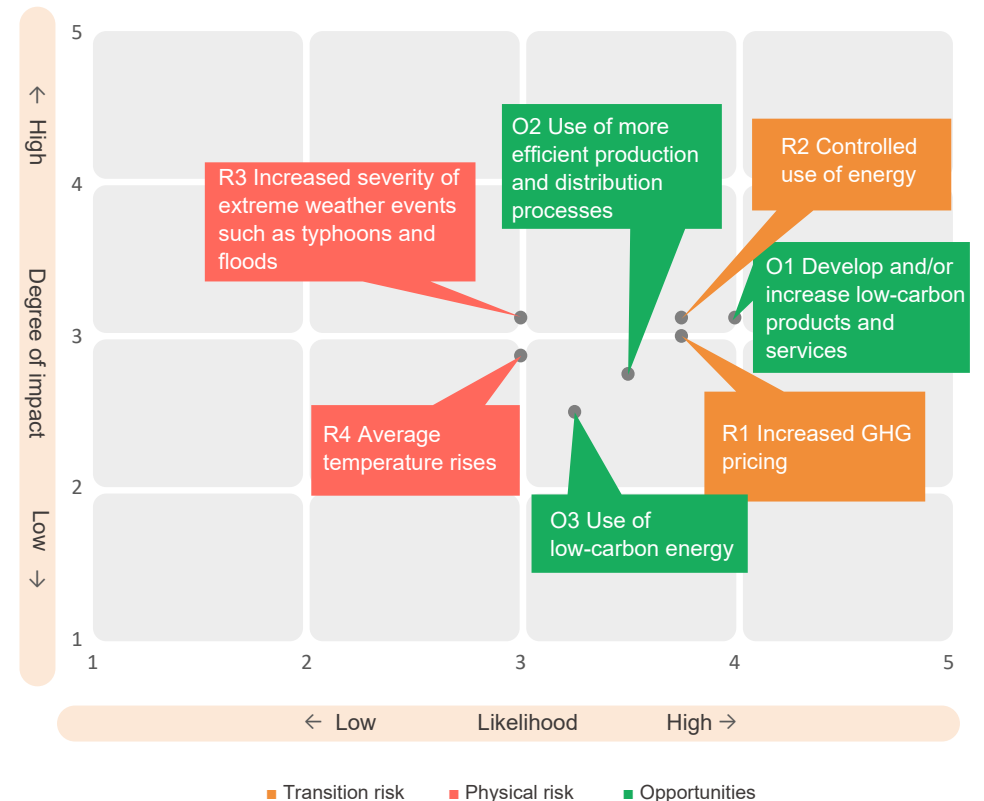 5
4
3
2
1
↑
High
Degree of impact
Low
↓
O2 Use of more
efficient production
and distribution
processes
R2 Controlled
use of energy
R3 Increased severity of
extreme weather events
such as typhoons and
floods
O1 Develop and/or
increase low-carbon
products and
services
R4 Average
temperature rises
R1 Increased GHG
pricing
O3 Use of
low-carbon energy
1 2 3 4 5
← Low Likelihood High →
■ Transition risk ■ Physical risk ■ Opportunities